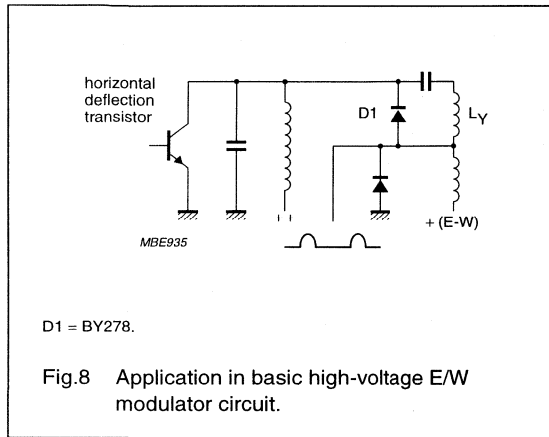 horizontal
deflection
transistor
D1
LY
+ (E-W)
MBE935
D1 = BY278.
Fig.8 Application in basic high-voltage E/W
modulator circuit.